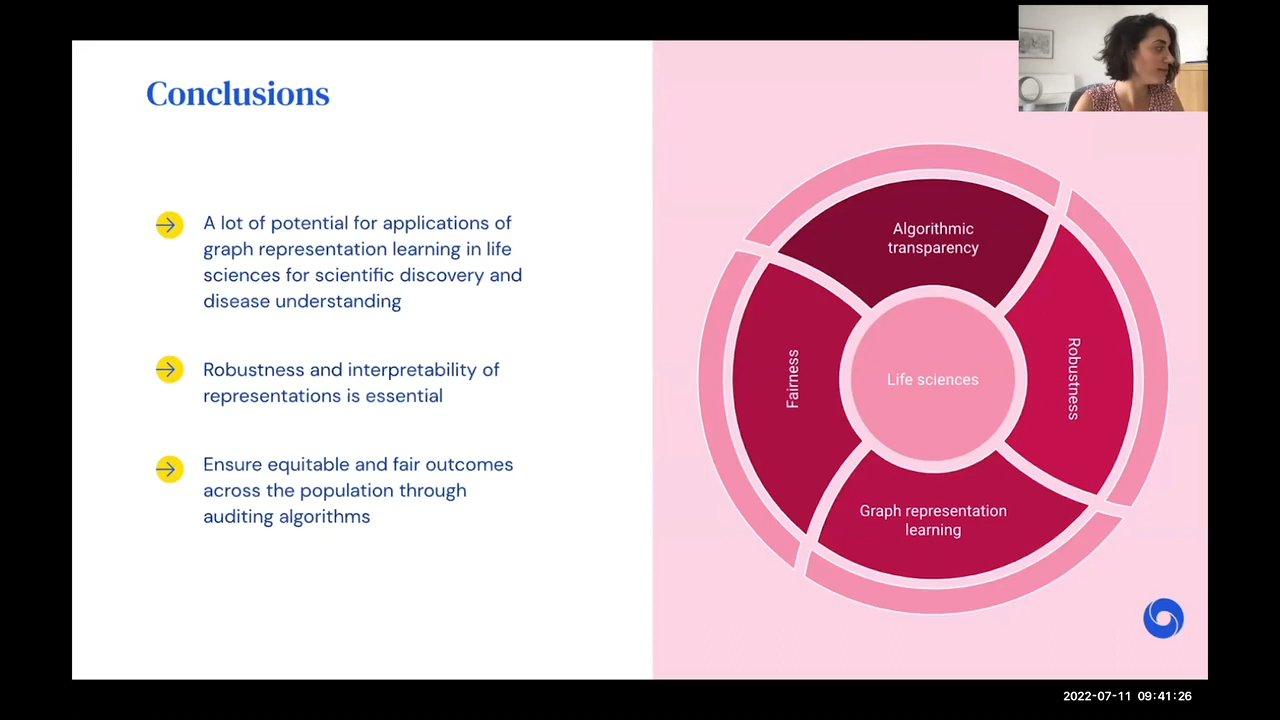 Conclusions
A lot of potential for applications of
graph representation learning in life
sciences for scientific discovery and
disease understanding
Robustness and interpretability of
representations is essential
Ensure equitable and fair outcomes
across the population through
auditing algorithms
Algorithmic
transparency
Fairness
Life sciences
Robustness
Graph representation
learning
2022-07-11 09:41:26